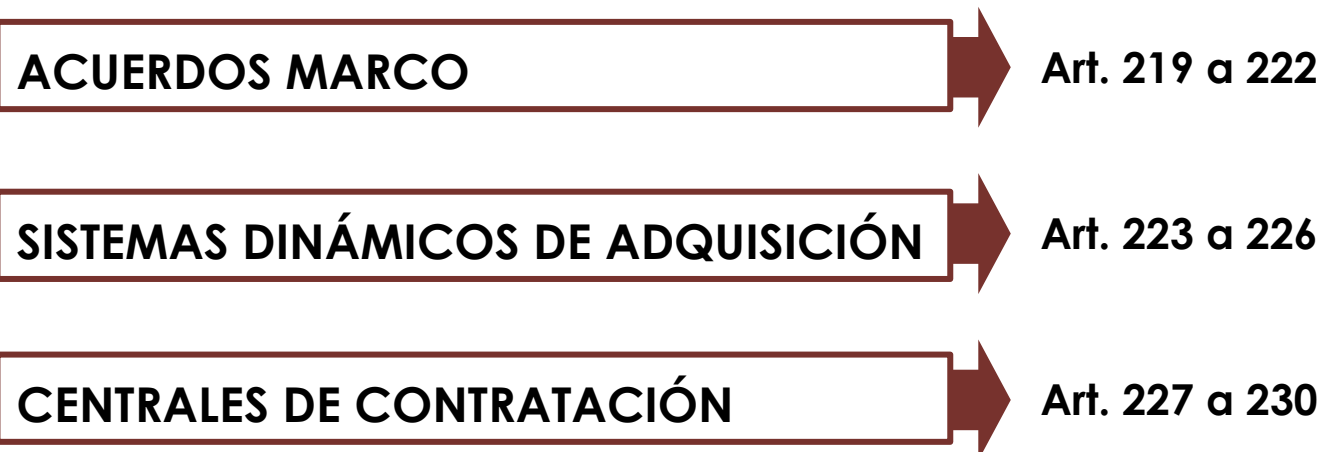 ACUERDOS MARCO Art. 219 a 222
SISTEMAS DINÁMICOS DE ADQUISICIÓN Art. 223 a 226
CENTRALES DE CONTRATACIÓN Art. 227 a 230